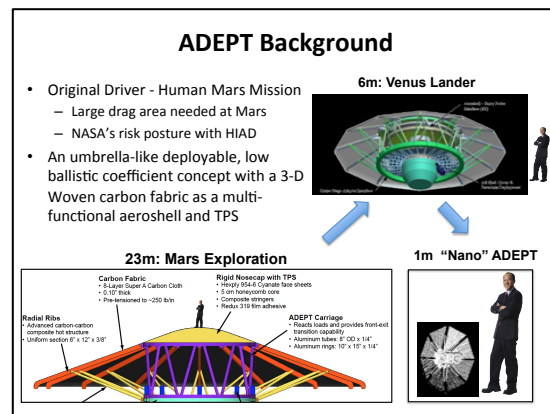 ADEPT Background
• Original Driver - Human Mars Mission
– Large drag area needed at Mars
– NASA's risk posture with HIAD
• An umbrella-like deployable, low
ballistic coefficient concept with a 3-D
Woven carbon fabric as a multi-
functional aeroshell and TPS
6m: Venus Lander
23m: Mars Exploration
Carbon Fabric
• 8-Layer Super A Carbon Cloth
• 0.10" thick
• Pre-tensioned to ~250 lb/in
Rigid Nosecap with TPS
• Hexply 954-6 Cyanate face sheets
• 5 cm honeycomb core
• Composite stringers
• Redux 319 film adhesive
Radial Ribs
• Advanced carbon-carbon
composite hot structure
• Uniform section 6" x 12" x 3/8"
ADEPT Carriage
• Reacts loads and provides front-exit
transition capability
• Aluminum tubes: 8" OD x 1/4"
• Aluminum rings: 10" x 15" x 1/4"
1m "Nano" ADEPT